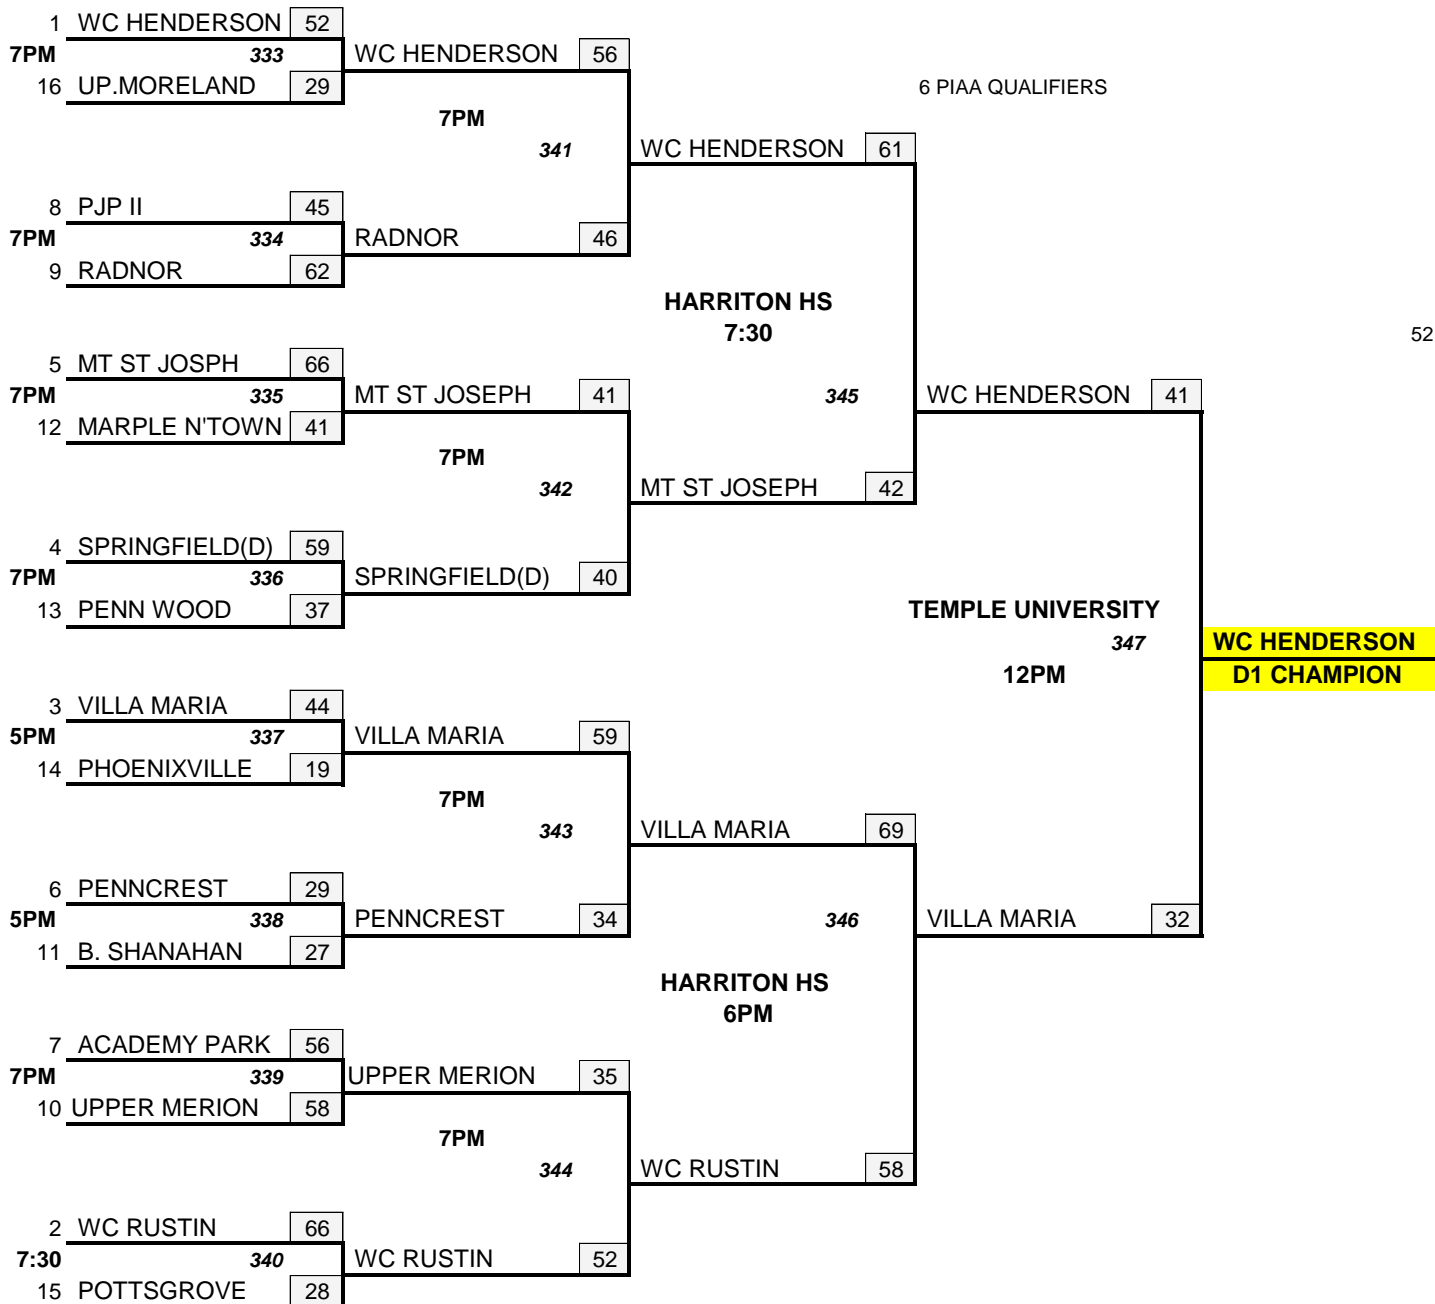 1 WC HENDERSON 52
7PM 333 WC HENDERSON 56
16 UP.MORELAND 29 6 PIAA QUALIFIERS
7PM
341 WC HENDERSON 61
8 PJP II 45
7PM 334 RADNOR 46
9 RADNOR 62
HARRITON HS
7:30 52
5 MT ST JOSPH 66
7PM 335 MT ST JOSEPH 41 345 WC HENDERSON 41
12 MARPLE N'TOWN 41
7PM
342 MT ST JOSEPH 42
4 SPRINGFIELD(D) 59
7PM 336 SPRINGFIELD(D) 40
13 PENN WOOD 37 TEMPLE UNIVERSITY
347 WC HENDERSON
12PM D1 CHAMPION
3 VILLA MARIA 44
5PM 337 VILLA MARIA 59
14 PHOENIXVILLE 19
7PM
343 VILLA MARIA 69
6 PENNCREST 29
5PM 338 PENNCREST 34 346 VILLA MARIA 32
11 B. SHANAHAN 27
HARRITON HS
6PM
7 ACADEMY PARK 56
7PM 339 UPPER MERION 35
10 UPPER MERION 58
7PM
344 WC RUSTIN 58
2 WC RUSTIN 66
7:30 340 WC RUSTIN 52
15 POTTSGROVE 28